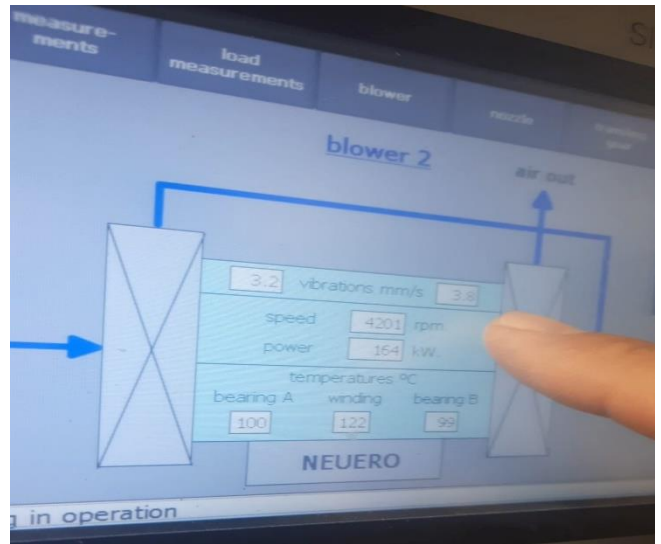 measure-
ments
load
measurements
blower
nozzle
SI
blower 2
air out
3.2 vibrations mm/s 3.8
speed 4201 rpm
power 164 kW.
temperatures ºC
bearing A winding bearing B
100 122 99
NEUERO
g in operation